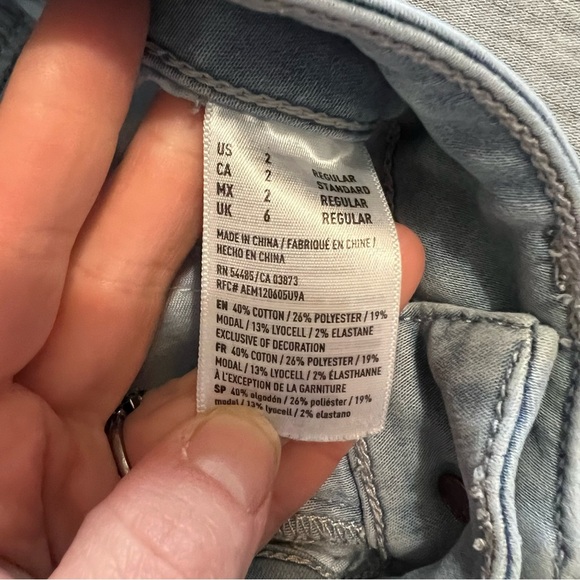 US 2 REGULAR
CA 2 STANDARD
MX 2 REGULAR
UK 6 REGULAR
MADE IN CHINA / FABRIQUÉ EN CHINE /
HECHO EN CHINA
RN 54485/CA 03873
RFC# AEM120605U9A
EN 40% COTTON / 26% POLYESTER / 19%
MODAL / 13% LYOCELL / 2% ELASTANE
EXCLUSIVE OF DECORATION
FR 40% COTON / 26% POLYESTER / 19%
MODAL / 13% LYOCELL / 2% ÉLASTHANNE
À L'EXCEPTION DE LA GARNITURE
SP 40% algodón / 26% poliéster / 19%
modal / 13% lyocell / 2% elastano